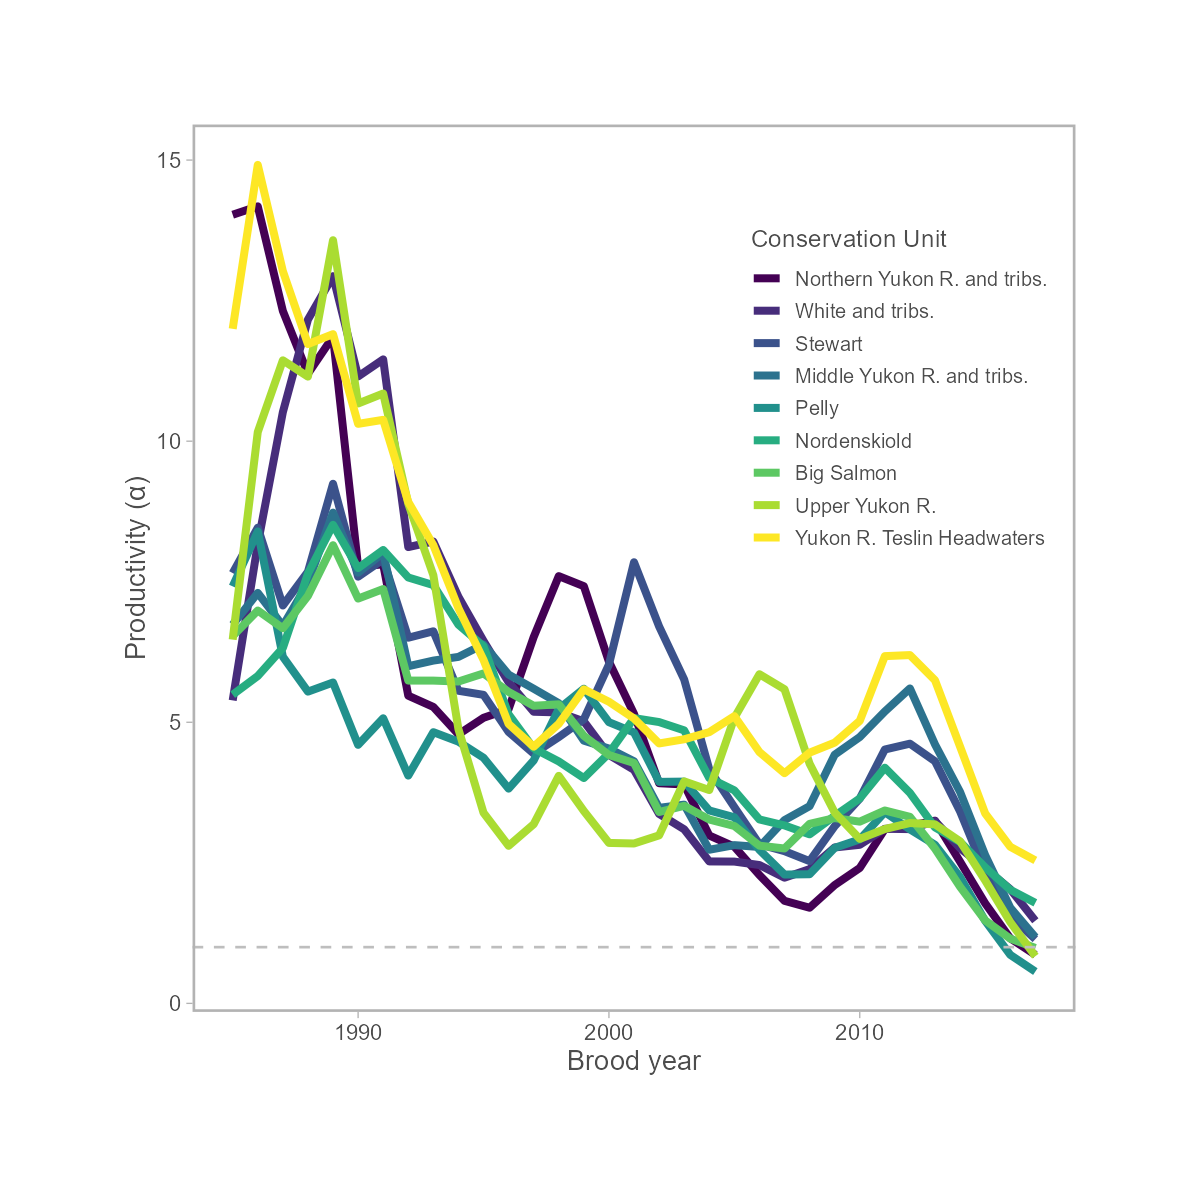 15
10
5
0
Productivity (α)
Conservation Unit
Northern Yukon R. and tribs.
White and tribs.
Stewart
Middle Yukon R. and tribs.
Pelly
Nordenskiold
Big Salmon
Upper Yukon R.
Yukon R. Teslin Headwaters
1990 2000 2010
Brood year